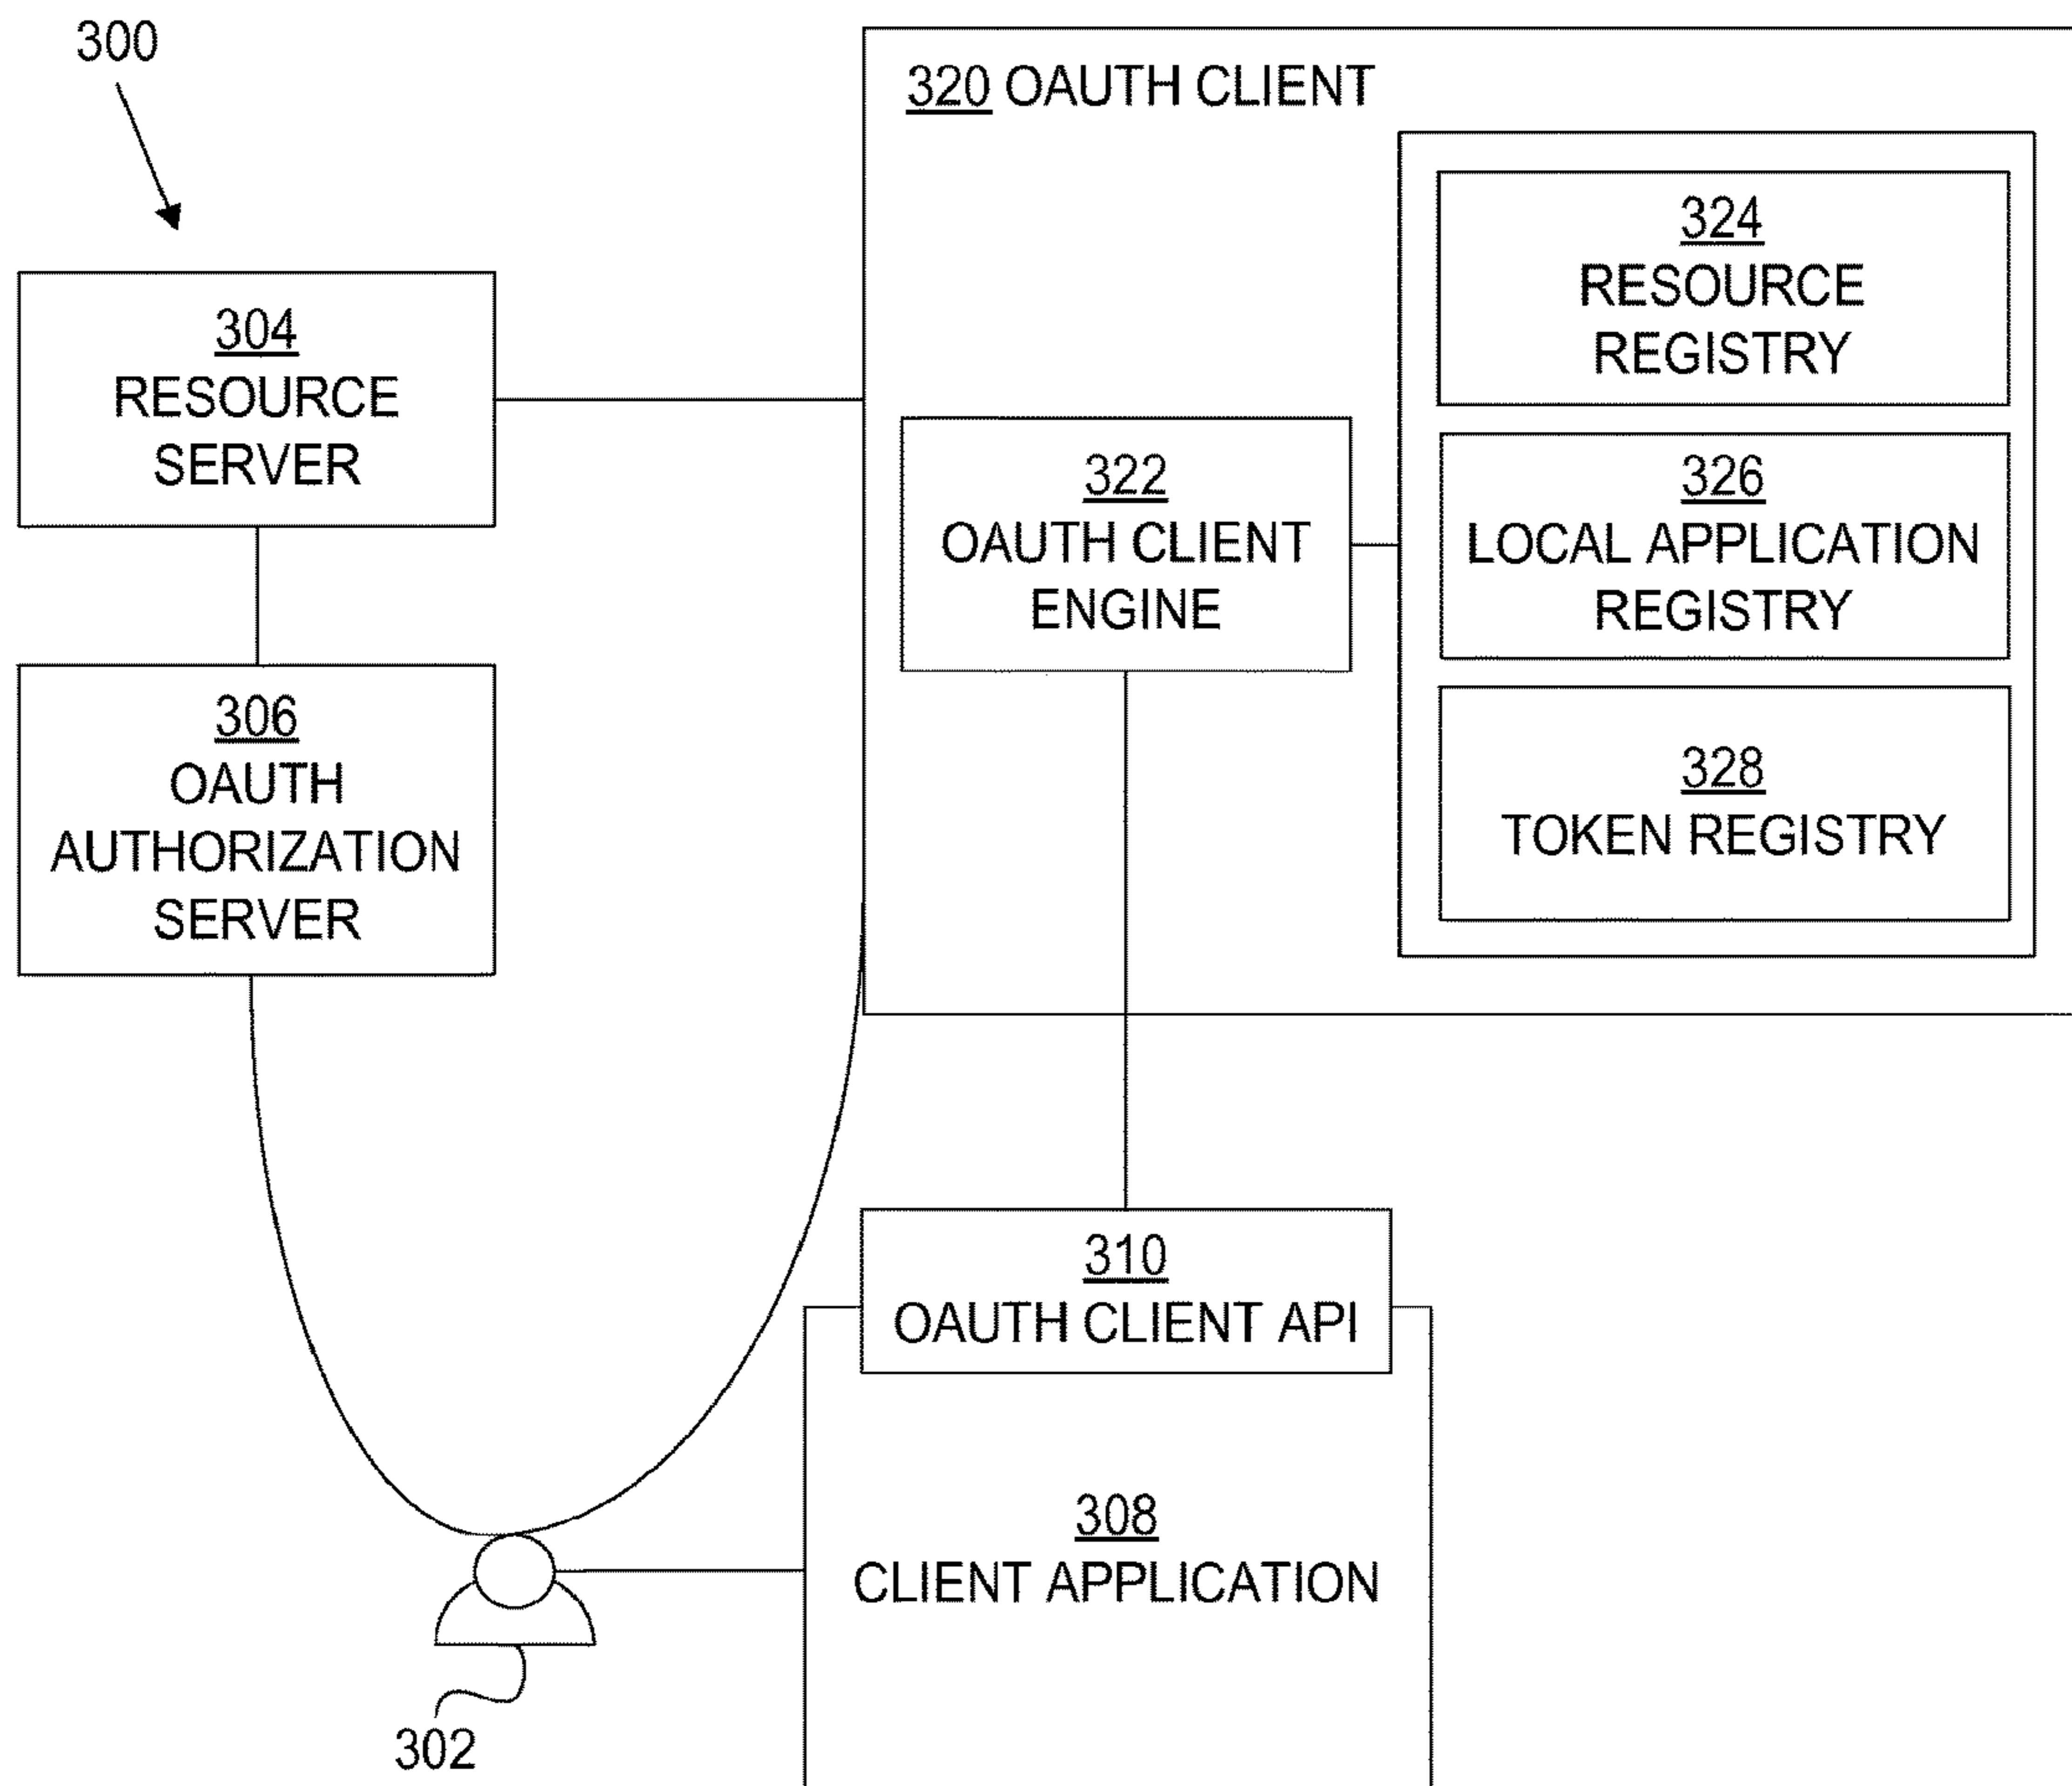 300
320 OAUTH CLIENT
324
RESOURCE
REGISTRY
304
RESOURCE
SERVER
322
OAUTH CLIENT
ENGINE
326
LOCAL APPLICATION
REGISTRY
306
OAUTH
AUTHORIZATION
SERVER
328
TOKEN REGISTRY
310
OAUTH CLIENT API
308
CLIENT APPLICATION
302